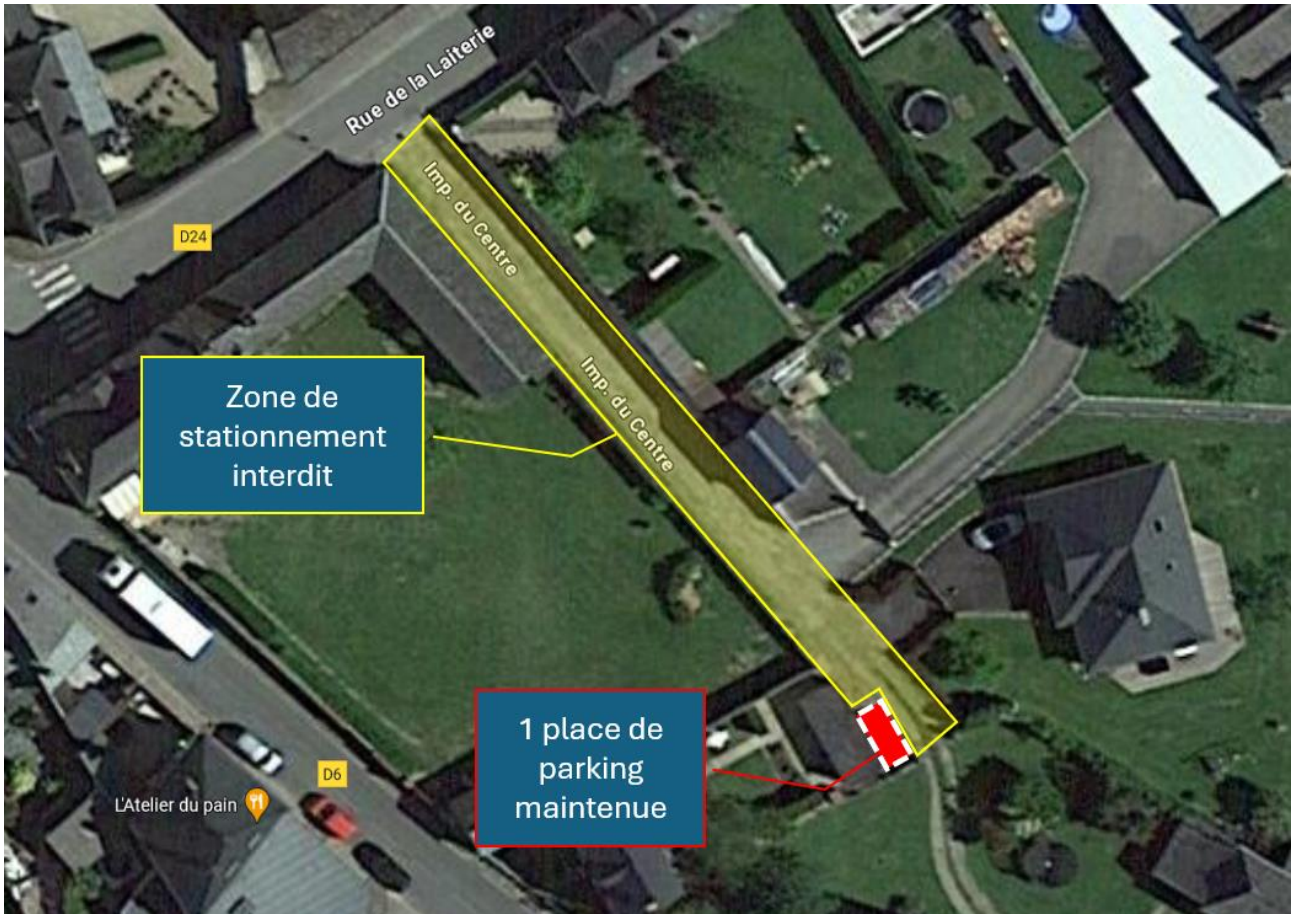 Rue de la Laiterie
Imp. du Centre
D24
Imp. du Centre
Zone de
stationnement
interdit
1 place de
parking
maintenue
D6
L'Atelier du pain